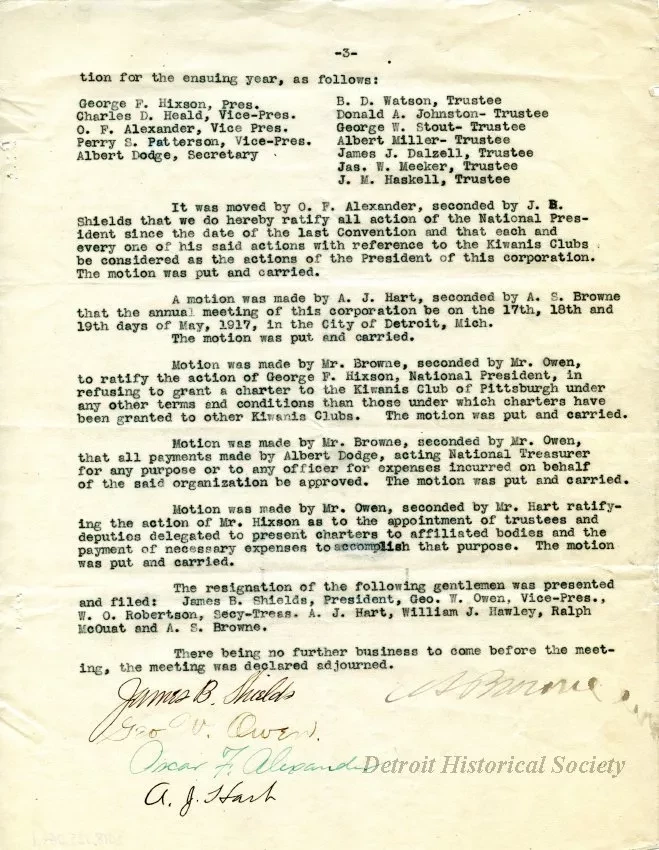 -3-
tion for the ensuing year, as follows:
George F. Hixson, Pres.
Charles D. Heald, Vice-Pres.
O. F. Alexander, Vice Pres.
Perry S. Patterson, Vice-Pres.
Albert Dodge, Secretary
B. D. Watson, Trustee
Donald A. Johnston- Trustee
George W. Stout- Trustee
Albert Miller- Trustee
James J. Dalzell, Trustee
Jas. W. Meeker, Trustee
J. M. Haskell, Trustee
It was moved by O. F. Alexander, seconded by J. B.
Shields that we do hereby ratify all action of the National Pres-
ident since the date of the last Convention and that each and
every one of his said actions with reference to the Kiwanis Clubs
be considered as the actions of the President of this corporation.
The motion was put and carried.
A motion was made by A. J. Hart, seconded by A. S. Browne
that the annual meeting of this corporation be on the 17th, 18th and
19th days of May, 1917, in the City of Detroit, Mich.
The motion was put and carried.
Motion was made by Mr. Browne, seconded by Mr. Owen,
to ratify the action of George F. Hixson, National President, in
refusing to grant a charter to the Kiwanis Club of Pittsburgh under
any other terms and conditions than those under which charters have
been granted to other Kiwanis Clubs. The motion was put and carried.
Motion was made by Mr. Browne, seconded by Mr. Owen,
that all payments made by Albert Dodge, acting National Treasurer
for any purpose or to any officer for expenses incurred on behalf
of the said organization be approved. The motion was put and carried.
Motion was made by Mr. Owen, seconded by Mr. Hart ratify-
ing the action of Mr. Hixson as to the appointment of trustees and
deputies delegated to present charters to affiliated bodies and the
payment of necessary expenses to accomplish that purpose. The motion
was put and carried.
The resignation of the following gentlemen was presented
and filed: James B. Shields, President, Geo. W. Owen, Vice-Pres.,
W. O. Robertson, Secy-Treas. A. J. Hart, William J. Hawley, Ralph
McQuat and A. S. Browne.
There being no further business to come before the meet-
ing, the meeting was declared adjourned.
James B. Shields
A S Browne
Geo W. Owen.
Oscar F. Alexander
Detroit Historical Society
A. J. Hart